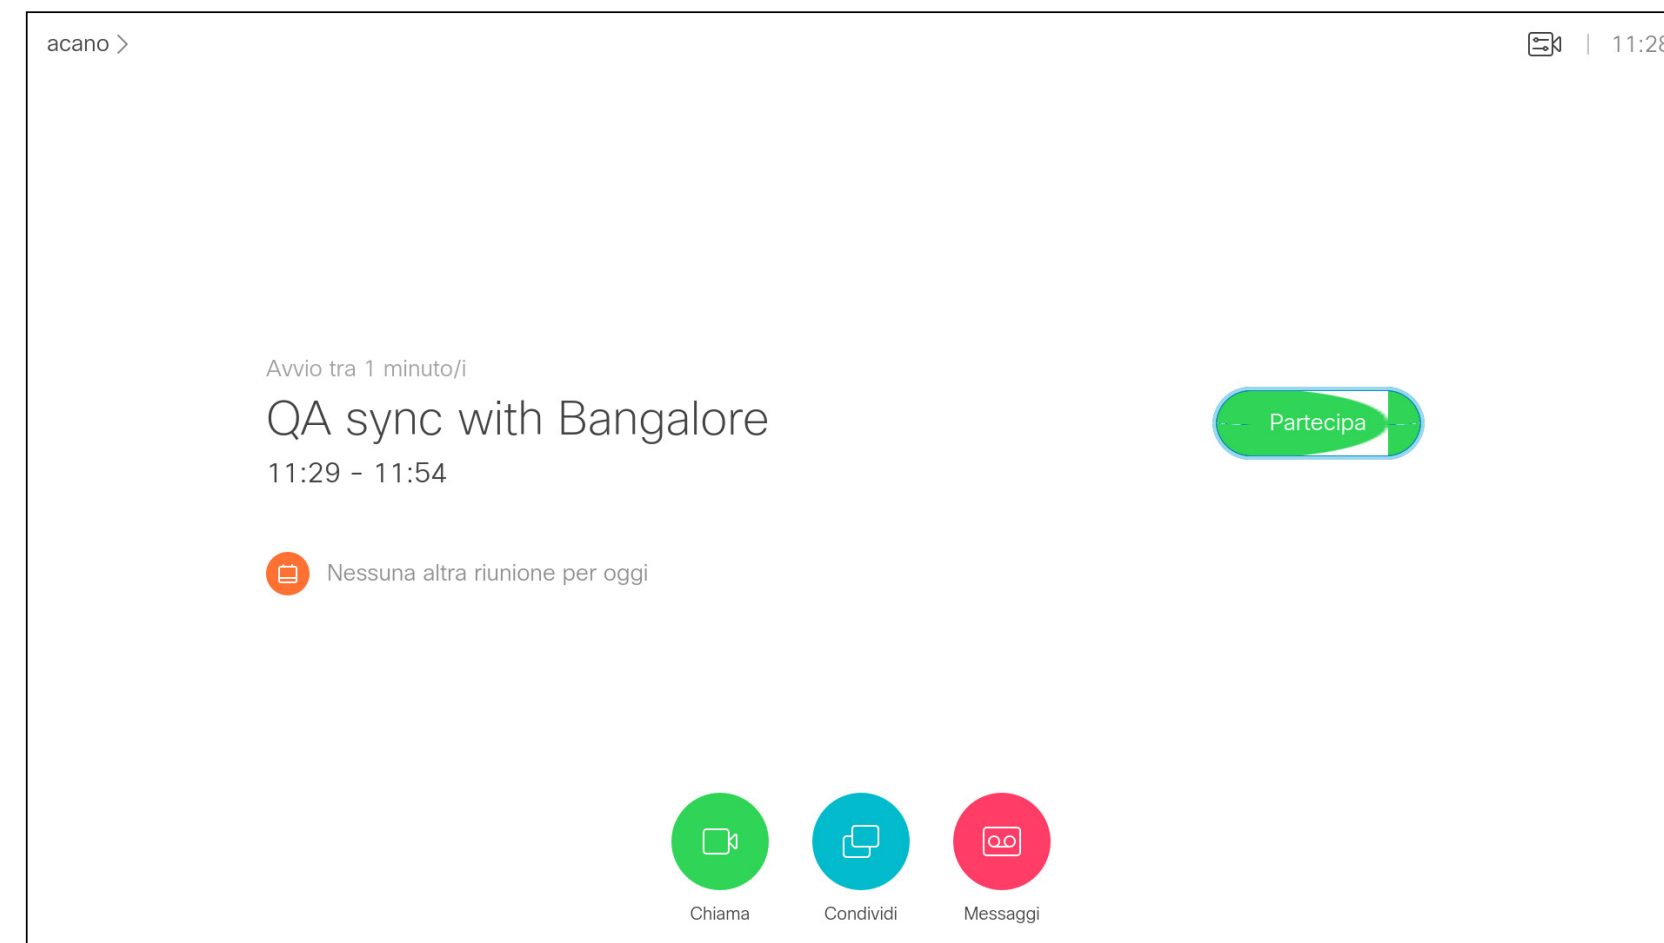 acano
11:28
Avvio tra 1 minuto/i
QA sync with Bangalore
11:29 - 11:54
Partecipa
Nessuna altra riunione per oggi
Chiama
Condividi
Messaggi